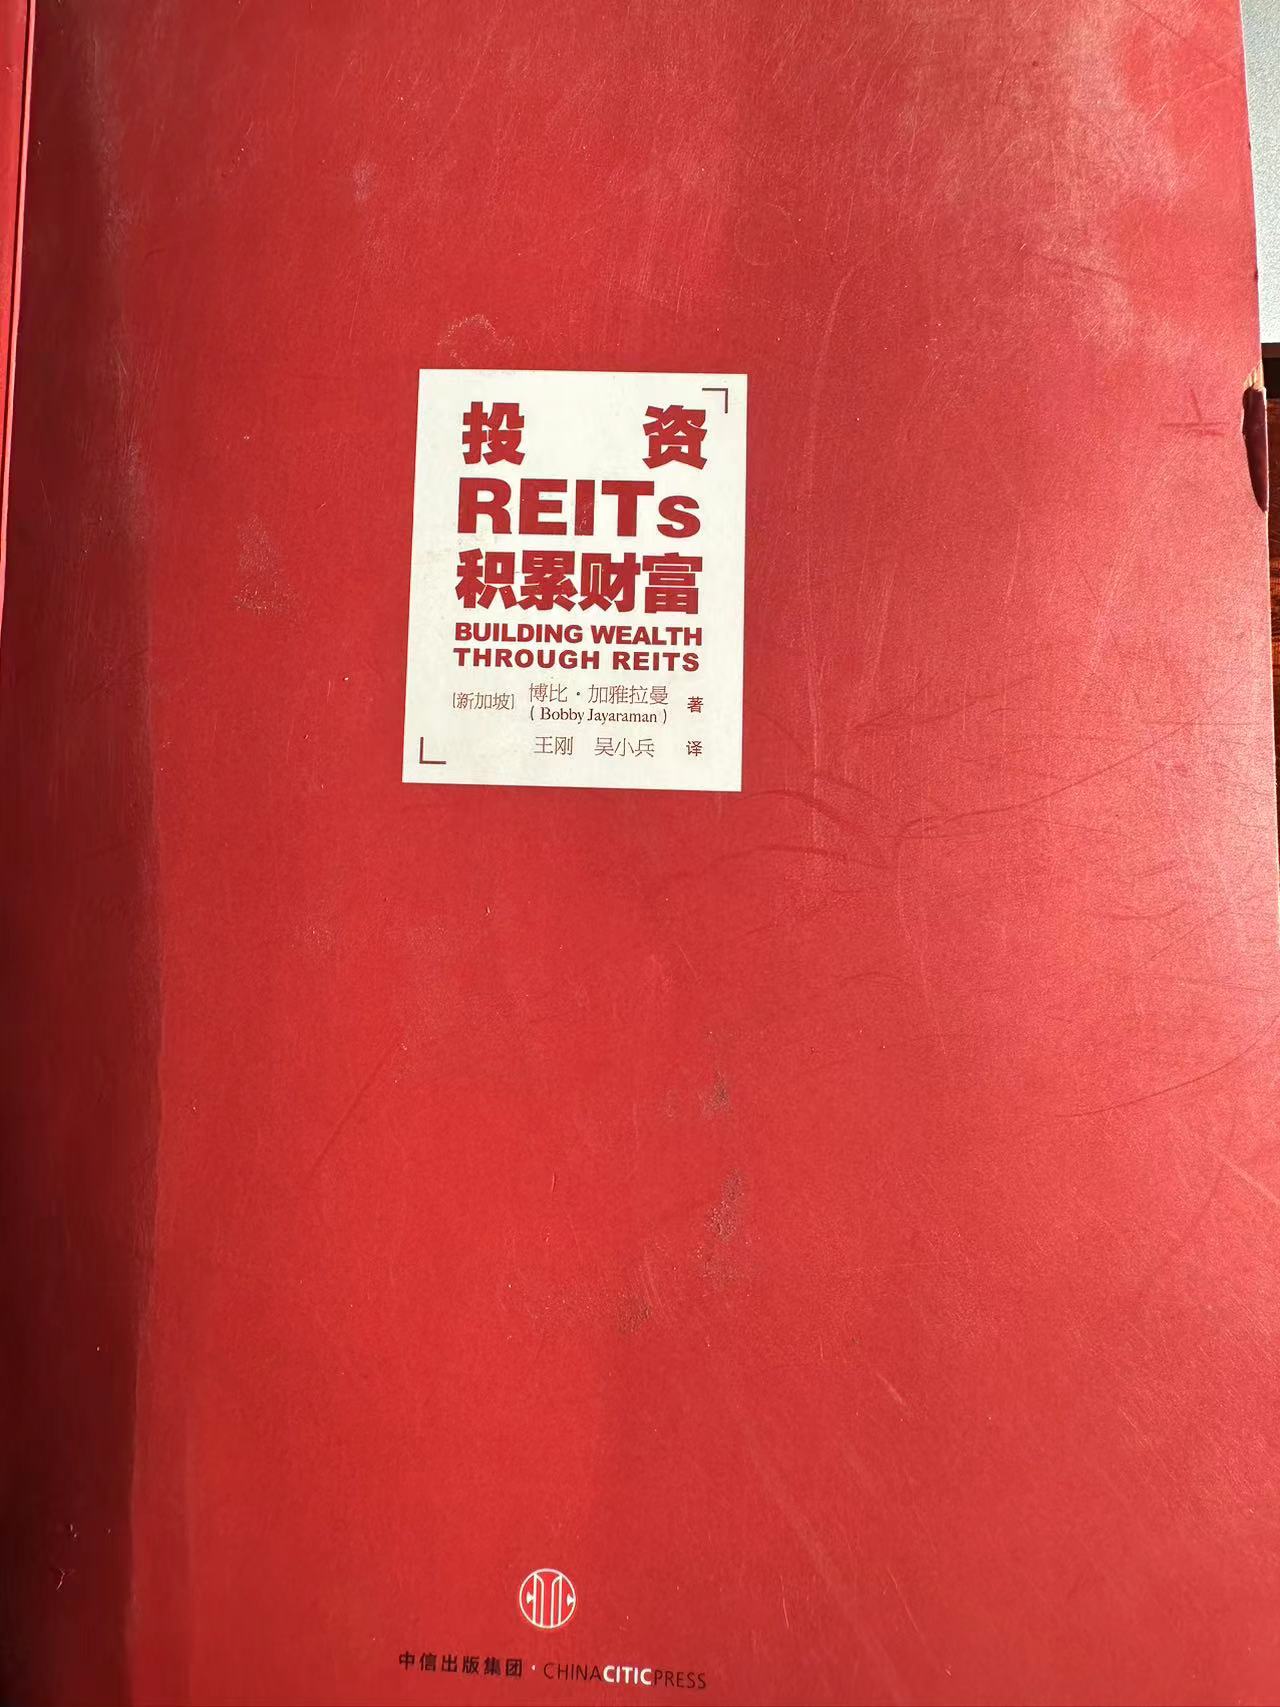 投 资
REITs
积累财富
BUILDING WEALTH
THROUGH REITS
[新加坡] 博比·加雅拉曼 著
(Bobby Jayaraman)
王刚 吴小兵 译
中信出版集团·CHINACITICPRESS